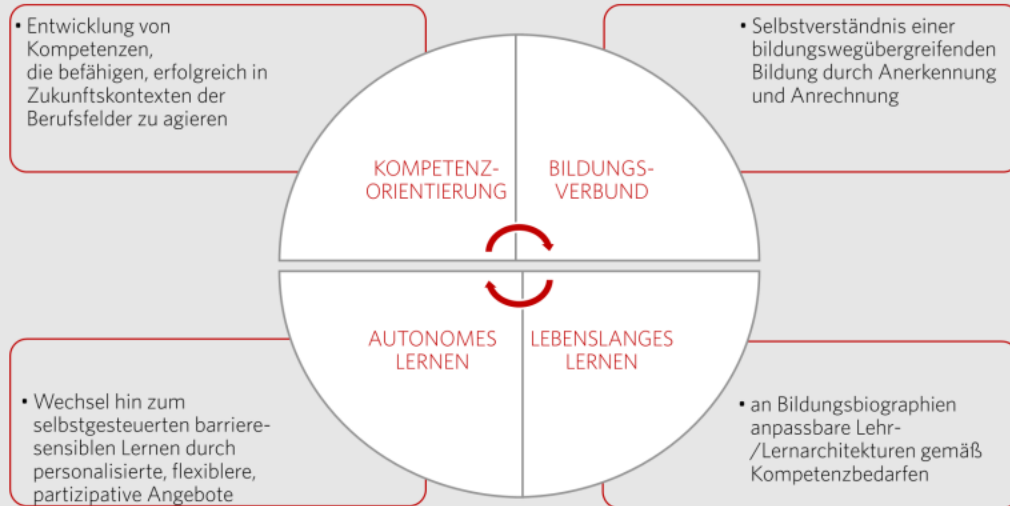 • Entwicklung von
Kompetenzen,
die befähigen, erfolgreich in
Zukunftskontexten der
Berufsfelder zu agieren
• Selbstverständnis einer
bildungswegübergreifenden
Bildung durch Anerkennung
und Anrechnung
KOMPETENZ-
ORIENTIERUNG
BILDUNGS-
VERBUND
AUTONOMES
LERNEN
LEBENSLANGES
LERNEN
• Wechsel hin zum
selbstgesteuerten barriere-
sensiblen Lernen durch
personalisierte, flexiblere,
partizipative Angebote
• an Bildungsbiographien
anpassbare Lehr-
/Lernarchitekturen gemäß
Kompetenzbedarfen